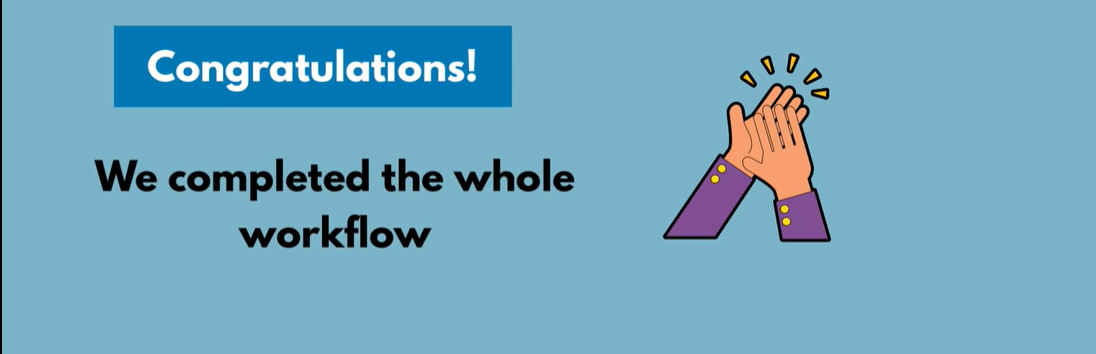 Congratulations!
We completed the whole
workflow